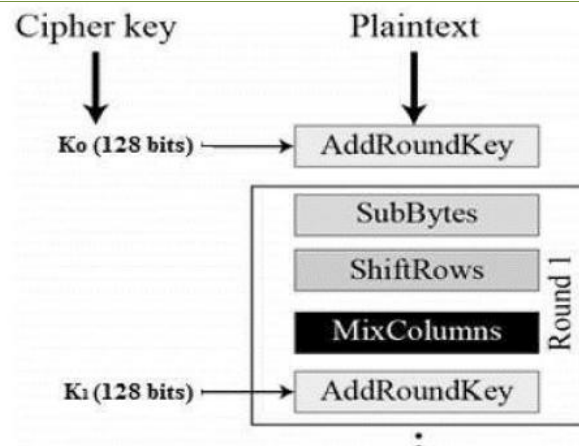 Cipher key
Plaintext
K₀ (128 bits)
AddRoundKey
SubBytes
ShiftRows
MixColumns
Round 1
K₁ (128 bits)
AddRoundKey